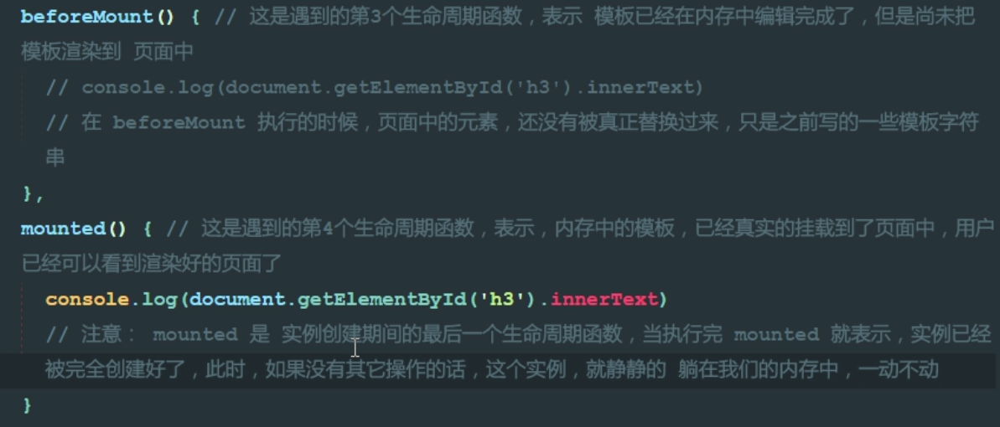 beforeMount() { // 这是遇到的第3个生命周期函数，表示 模板已经在内存中编辑完成了，但是尚未把
模板渲染到 页面中
// console.log(document.getElementById('h3').innerText)
// 在 beforeMount 执行的时候，页面中的元素，还没有被真正替换过来，只是之前写的一些模板字符
串
},
mounted() { // 这是遇到的第4个生命周期函数，表示，内存中的模板，已经真实的挂载到了页面中，用户
已经可以看到渲染好的页面了
console.log(document.getElementById('h3').innerText)
// 注意： mounted 是 实例创建期间的最后一个生命周期函数，当执行完 mounted 就表示，实例已经
被完全创建好了，此时，如果没有其它操作的话，这个实例，就静静的 躺在我们的内存中，一动不动
}